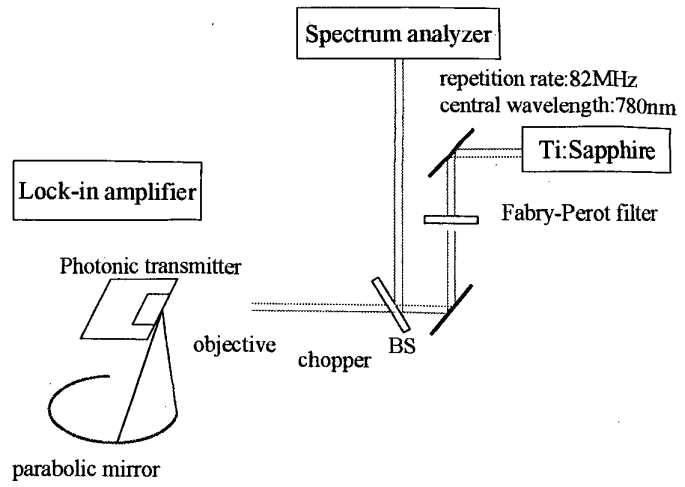 Spectrum analyzer
repetition rate:82MHz
central wavelength:780nm
Ti:Sapphire
Lock-in amplifier
Fabry-Perot filter
Photonic transmitter
objective
chopper
BS
parabolic mirror